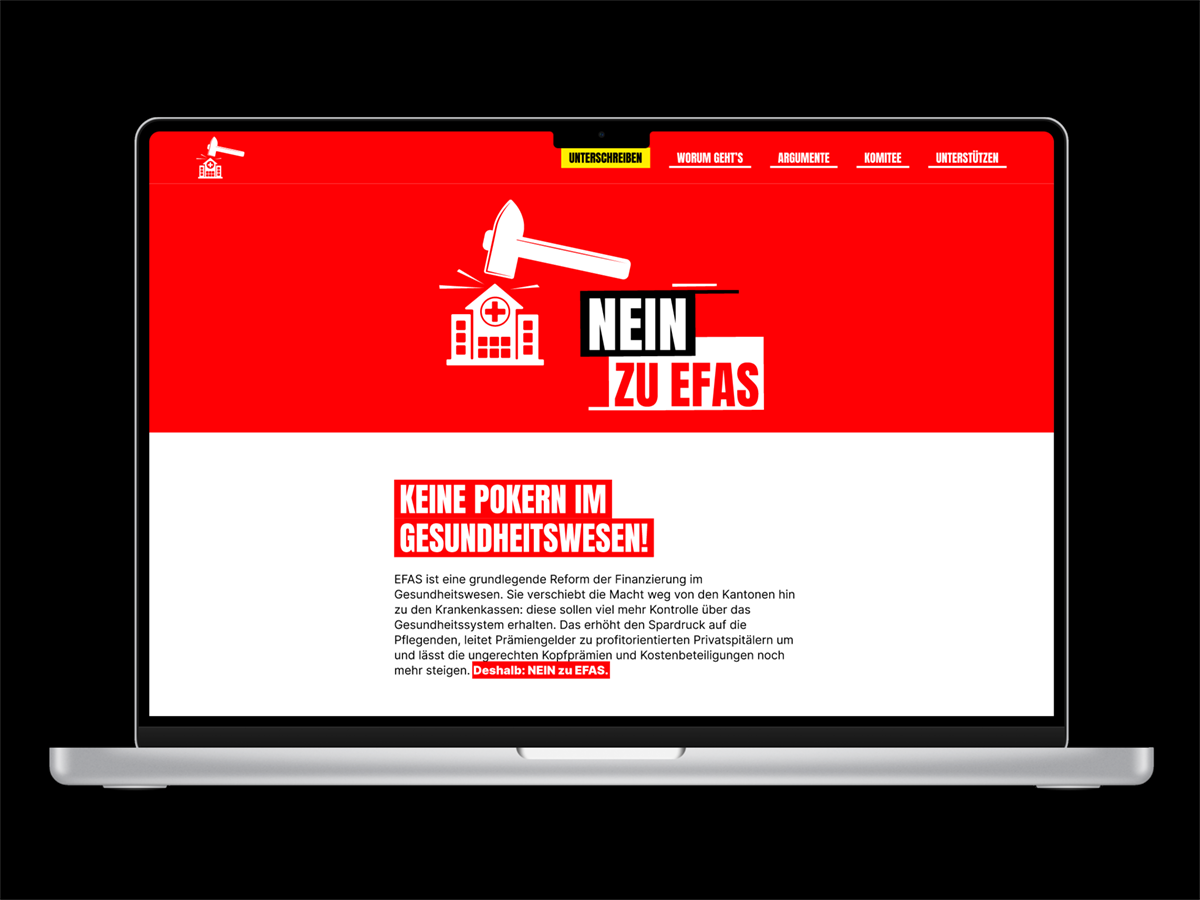 UNTERSCHREIBEN WORUM GEHT'S ARGUMENTE KOMITEE UNTERSTÜTZEN
NEIN
ZU EFAS
KEINE POKERN IM
GESUNDHEITSWESEN!
EFAS ist eine grundlegende Reform der Finanzierung im
Gesundheitswesen. Sie verschiebt die Macht weg von den Kantonen hin
zu den Krankenkassen: diese sollen viel mehr Kontrolle über das
Gesundheitssystem erhalten. Das erhöht den Spardruck auf die
Pflegenden, leitet Prämiengelder zu profitorientierten Privatspitälern um
und lässt die ungerechten Kopfprämien und Kostenbeteiligungen noch
mehr steigen. Deshalb: NEIN zu EFAS.